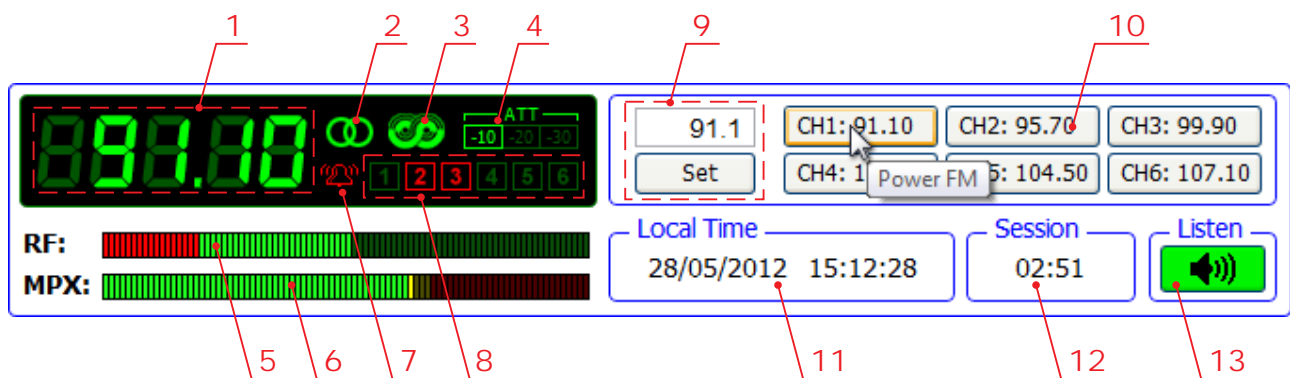 1 2 3 4 9 10
91.10
ATT
-10 -20 -30
1 2 3 4 5 6
91.1
Set
CH1: 91.10 CH2: 95.70 CH3: 99.90
CH4: 1 5: 104.50 CH6: 107.10
Power FM
RF:
MPX:
Local Time
28/05/2012 15:12:28
Session
02:51
Listen
5 6 7 8 11 12 13